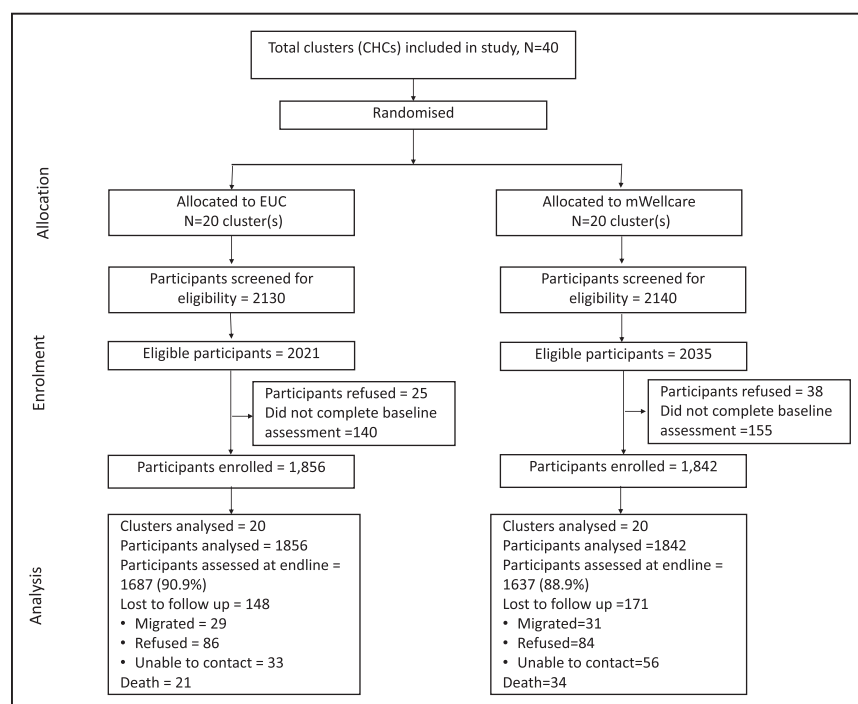 Total clusters (CHCs) included in study, N=40
Randomised
Allocation
Allocated to EUC
N=20 cluster(s)
Allocated to mWellcare
N=20 cluster(s)
Participants screened for
eligibility = 2130
Participants screened for
eligibility = 2140
Enrolment
Eligible participants = 2021
Eligible participants = 2035
Participants refused = 25
Did not complete baseline
assessment =140
Participants refused = 38
Did not complete baseline
assessment =155
Participants enrolled = 1,856
Participants enrolled = 1,842
Analysis
Clusters analysed = 20
Participants analysed = 1856
Participants assessed at endline =
1687 (90.9%)
Lost to follow up = 148
• Migrated = 29
• Refused = 86
• Unable to contact = 33
Death = 21
Clusters analysed = 20
Participants analysed =1842
Participants assessed at endline =
1637 (88.9%)
Lost to follow up =171
• Migrated=31
• Refused=84
• Unable to contact=56
Death=34